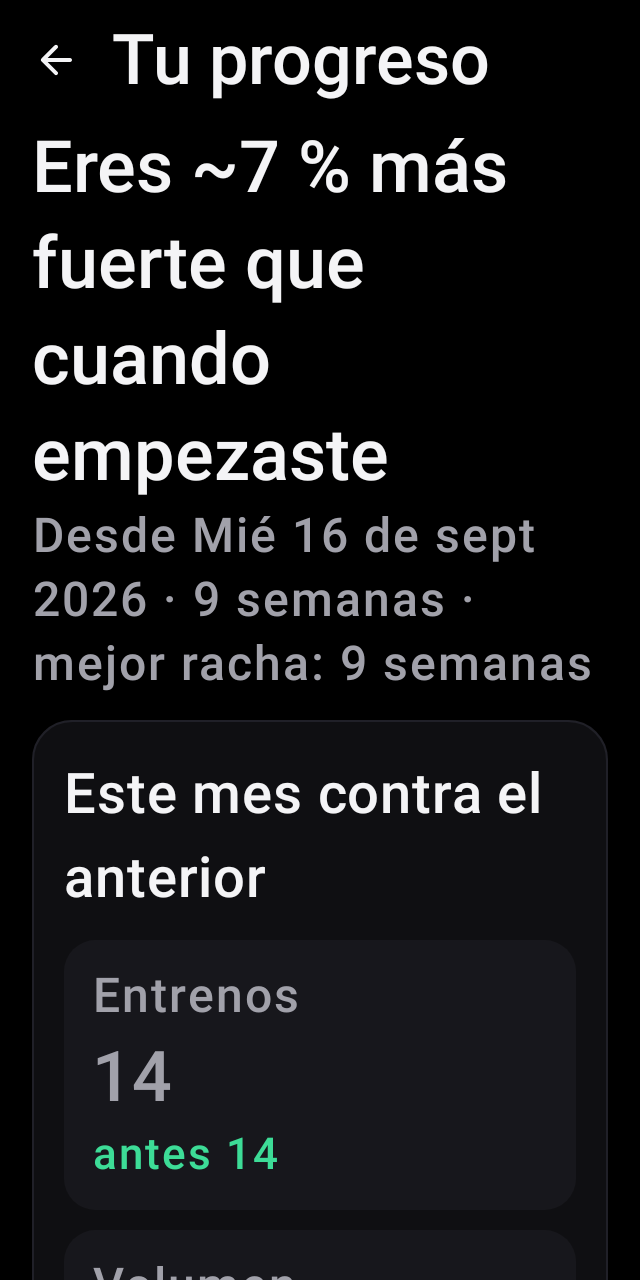 Tu progreso
Eres ~7 % más
fuerte que
cuando
empezaste
Desde Mié 16 de sept
2026 · 9 semanas ·
mejor racha: 9 semanas
Este mes contra el
anterior
Entrenos
14
antes 14
Volumen